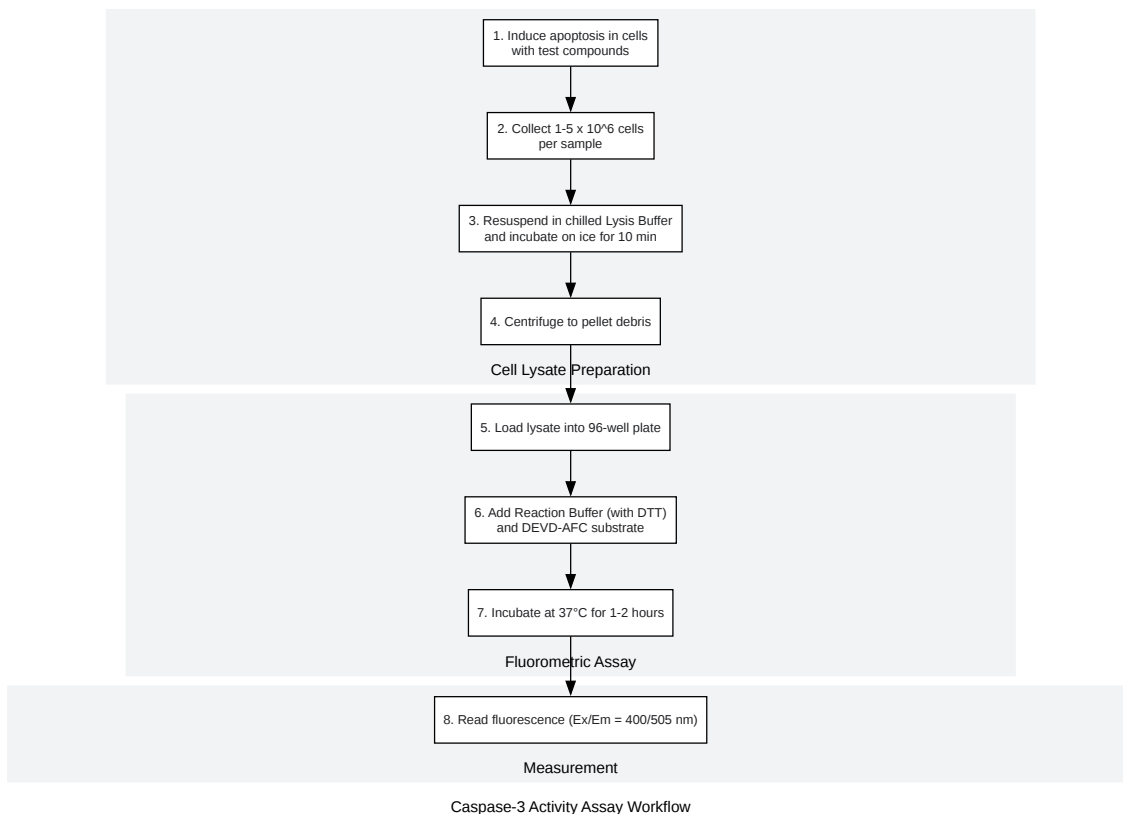 1. Induce apoptosis in cells
with test compounds
2. Collect 1-5 x 10^6 cells
per sample
3. Resuspend in chilled Lysis Buffer
and incubate on ice for 10 min
4. Centrifuge to pellet debris
Cell Lysate Preparation
5. Load lysate into 96-well plate
6. Add Reaction Buffer (with DTT)
and DEVD-AFC substrate
7. Incubate at 37°C for 1-2 hours
Fluorometric Assay
8. Read fluorescence (Ex/Em = 400/505 nm)
Measurement
Caspase-3 Activity Assay Workflow